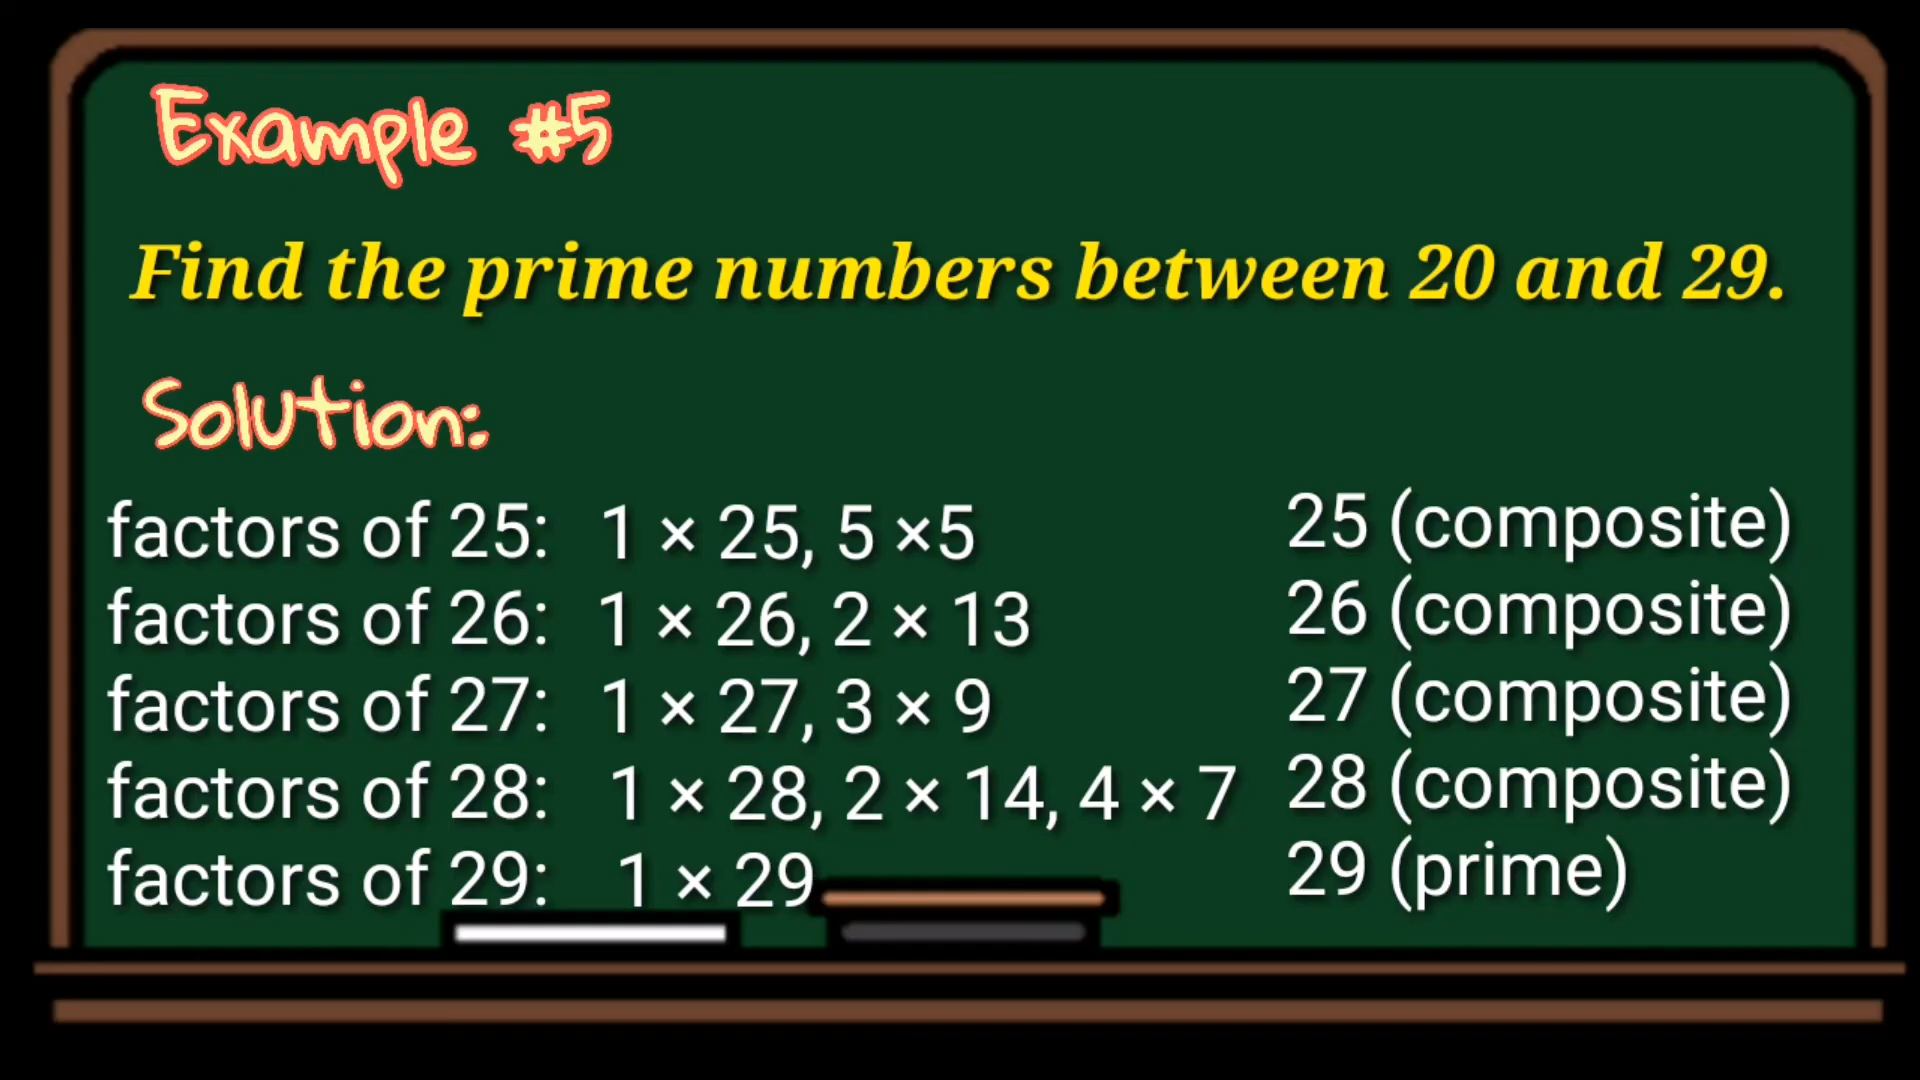 Example #5
Find the prime numbers between 20 and 29.
Solution:
factors of 25: 1 × 25, 5 ×5 25 (composite)
factors of 26: 1 × 26, 2 × 13 26 (composite)
factors of 27: 1 × 27, 3 × 9 27 (composite)
factors of 28: 1 × 28, 2 × 14, 4 × 7 28 (composite)
factors of 29: 1 × 29 29 (prime)